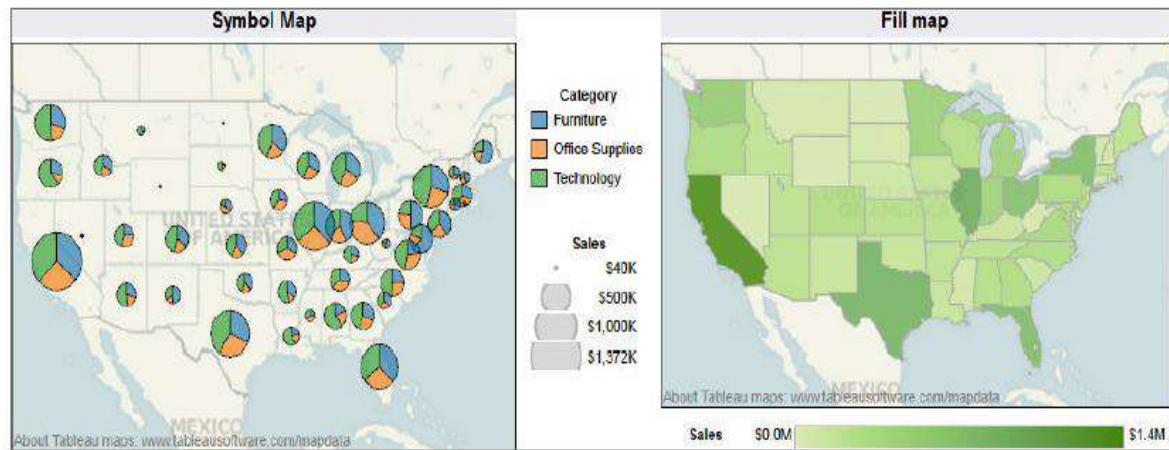 Symbol Map
Fill map
Category
Furniture
Office Supplies
Technology
Sales
$40K
$500K
$1,000K
$1,372K
UNITED STATES
OF AMERICA
MEXICO
About Tableau maps: www.tableausoftware.com/mapdata
OF AMERICA
MEXICO
About Tableau maps: www.tableausoftware.com/mapdata
Sales $0.0M $1.4M